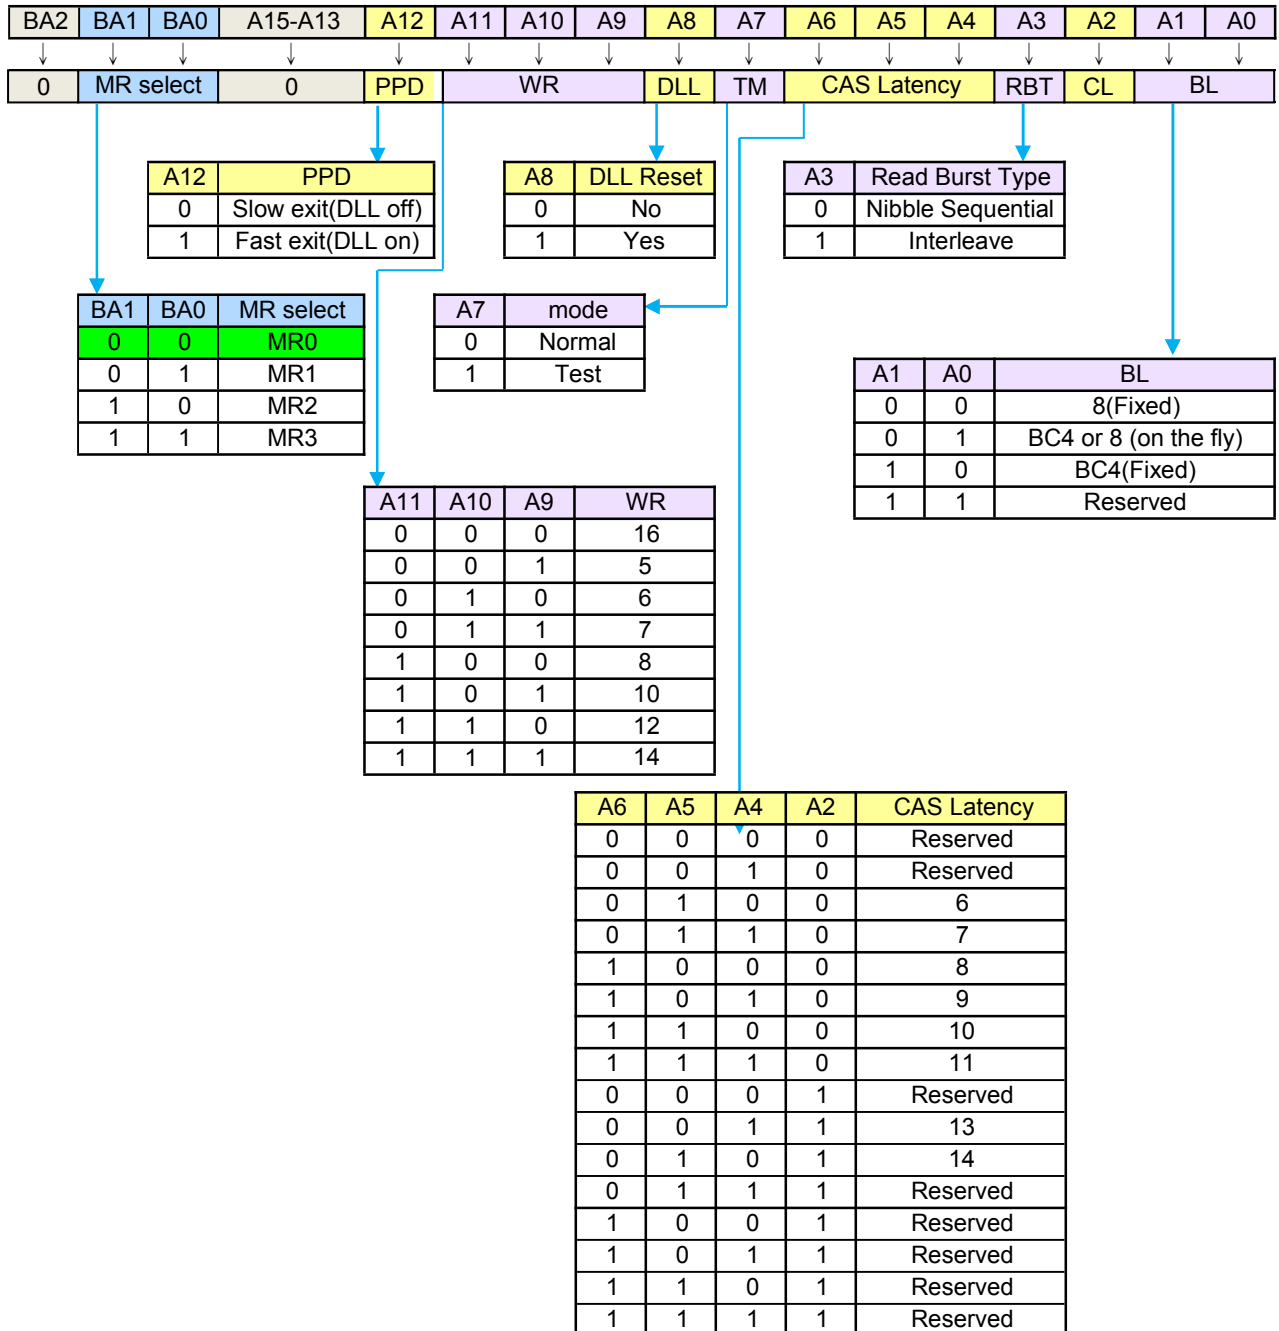 BA2 BA1 BA0 A15-A13 A12 A11 A10 A9 A8 A7 A6 A5 A4 A3 A2 A1 A0
0 MR select 0 PPD WR DLL TM CAS Latency RBT CL BL
A12 PPD
0 Slow exit(DLL off)
1 Fast exit(DLL on)
A8 DLL Reset
0 No
1 Yes
A3 Read Burst Type
0 Nibble Sequential
1 Interleave
BA1 BA0 MR select
0 0 MR0
0 1 MR1
1 0 MR2
1 1 MR3
A7 mode
0 Normal
1 Test
A1 A0 BL
0 0 8(Fixed)
0 1 BC4 or 8 (on the fly)
1 0 BC4(Fixed)
1 1 Reserved
A11 A10 A9 WR
0 0 0 16
0 0 1 5
0 1 0 6
0 1 1 7
1 0 0 8
1 0 1 10
1 1 0 12
1 1 1 14
A6 A5 A4 A2 CAS Latency
0 0 0 0 Reserved
0 0 1 0 Reserved
0 1 0 0 6
0 1 1 0 7
1 0 0 0 8
1 0 1 0 9
1 1 0 0 10
1 1 1 0 11
0 0 0 1 Reserved
0 0 1 1 13
0 1 0 1 14
0 1 1 1 Reserved
1 0 0 1 Reserved
1 0 1 1 Reserved
1 1 0 1 Reserved
1 1 1 1 Reserved